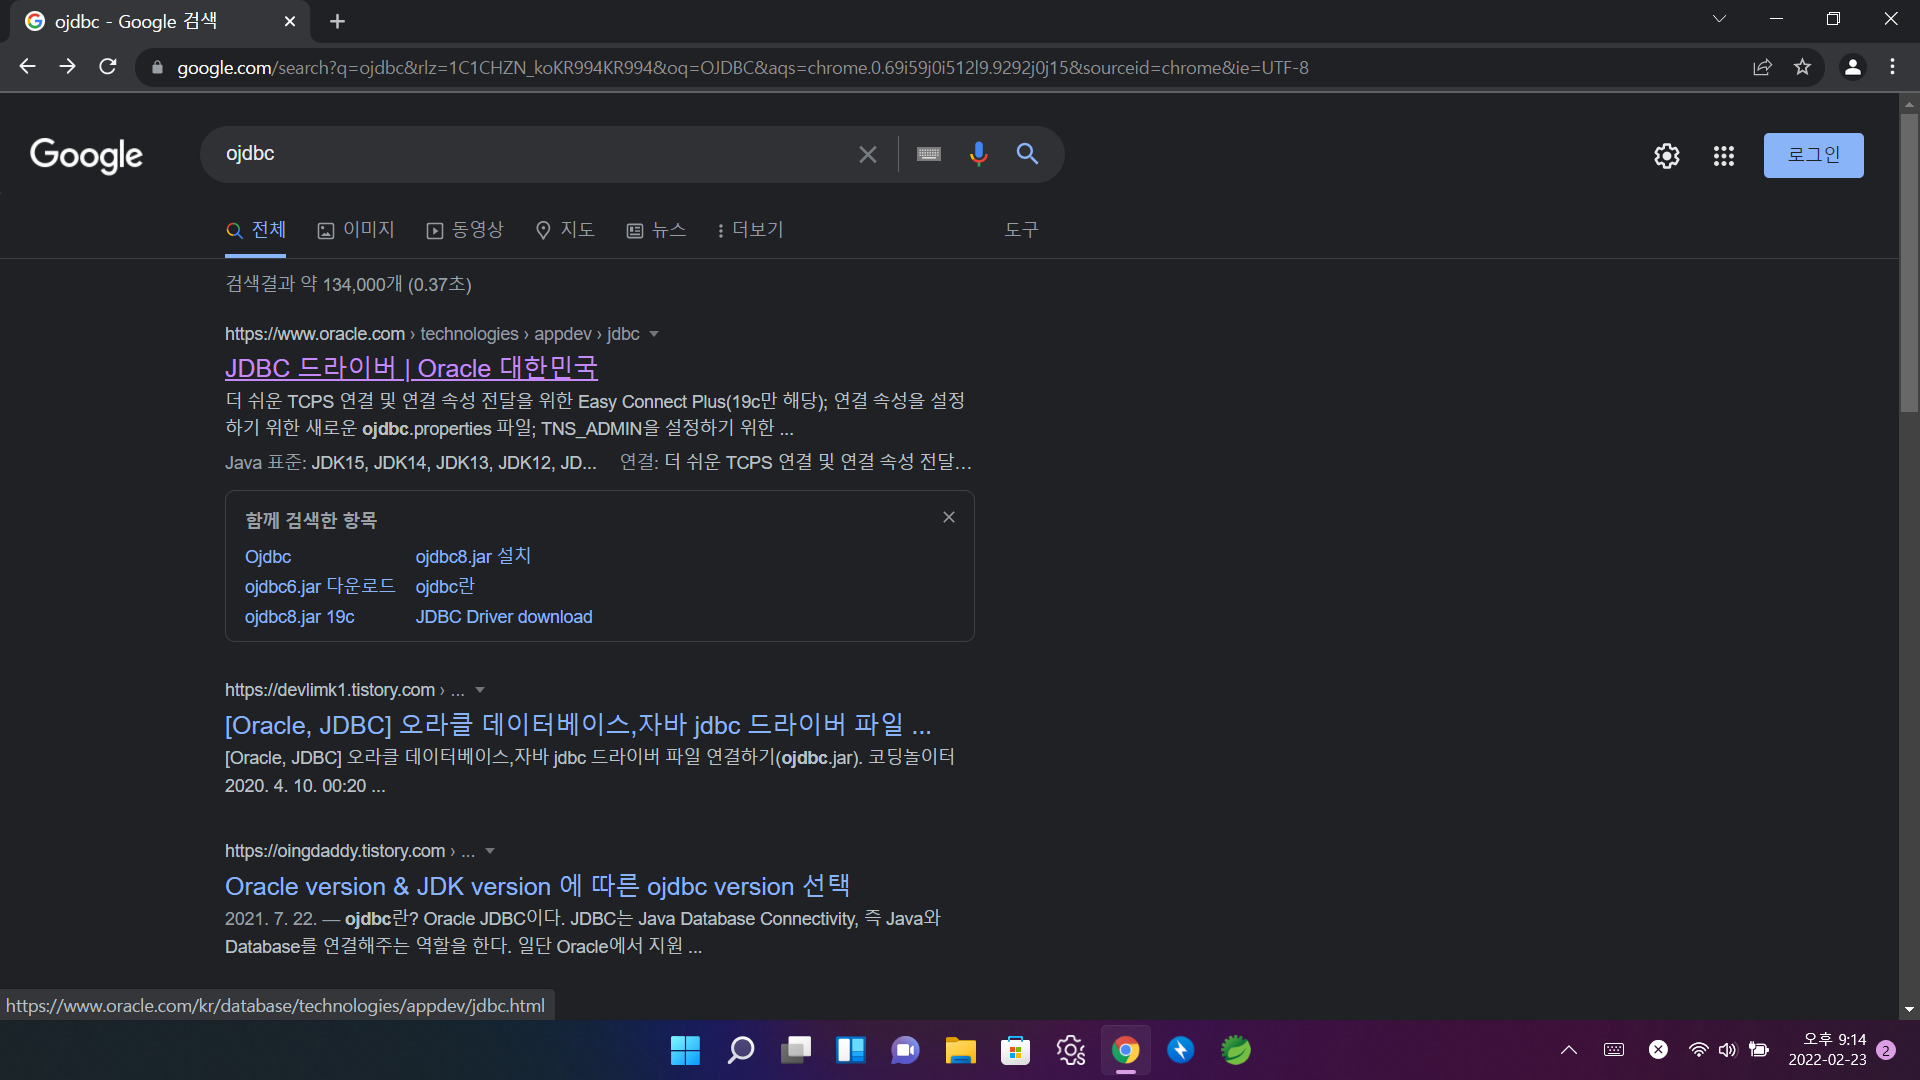 ojdbc - Google 검색
google.com/search?q=ojdbc&rlz=1C1CHZN_koKR994KR994&oq=OJDBC&aqs=chrome.0.69i59j0i512l9.9292j0j15&sourceid=chrome&ie=UTF-8
Google
ojdbc
로그인
전체 이미지 동영상 지도 뉴스 더보기 도구
검색결과 약 134,000개 (0.37초)
https://www.oracle.com › technologies › appdev › jdbc
JDBC 드라이버 | Oracle 대한민국
더 쉬운 TCPS 연결 및 연결 속성 전달을 위한 Easy Connect Plus(19c만 해당); 연결 속성을 설정
하기 위한 새로운 ojdbc.properties 파일; TNS_ADMIN을 설정하기 위한 ...
Java 표준: JDK15, JDK14, JDK13, JDK12, JD... 연결: 더 쉬운 TCPS 연결 및 연결 속성 전달...
함께 검색한 항목
Ojdbc ojdbc8.jar 설치
ojdbc6.jar 다운로드 ojdbc란
ojdbc8.jar 19c JDBC Driver download
https://devlimk1.tistory.com › ...
[Oracle, JDBC] 오라클 데이터베이스,자바 jdbc 드라이버 파일 ...
[Oracle, JDBC] 오라클 데이터베이스,자바 jdbc 드라이버 파일 연결하기(ojdbc.jar). 코딩놀이터
2020. 4. 10. 00:20 ...
https://oingdaddy.tistory.com › ...
Oracle version & JDK version 에 따른 ojdbc version 선택
2021. 7. 22. — ojdbc란? Oracle JDBC이다. JDBC는 Java Database Connectivity, 즉 Java와
Database를 연결해주는 역할을 한다. 일단 Oracle에서 지원 ...
https://www.oracle.com/kr/database/technologies/appdev/jdbc.html
오후 9:14
2022-02-23
2